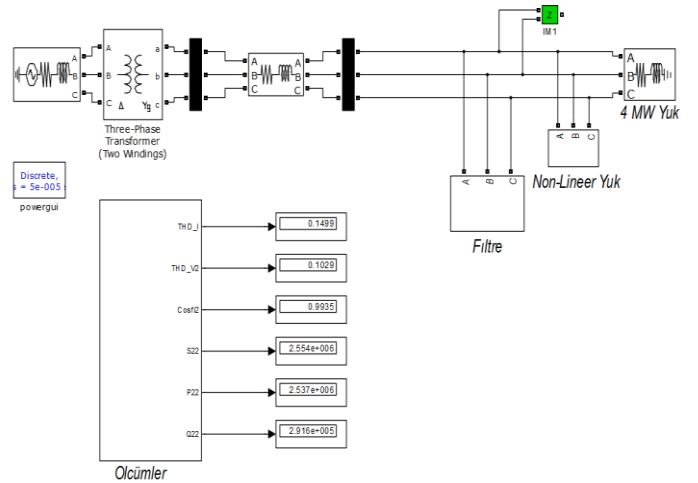 Z
IM1
A
B
C
A
B
C
a
b
c
Δ
Yg
Three-Phase
Transformer
(Two Windings)
A
B
C
A
B
C
A
B
C
4 MW Yuk
A
B
C
Non-Lineer Yuk
A
B
C
Filtre
Discrete,
s = 5e-005
powergui
THD_I
0.1499
THD_V2
0.1029
Cosfi2
0.9935
S22
2.554e+006
P22
2.537e+006
Q22
2.916e+005
Olcümler